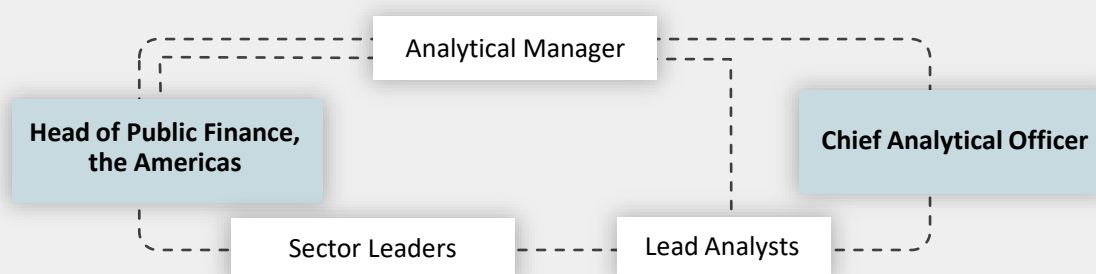 Analytical Manager
Head of Public Finance,
the Americas
Chief Analytical Officer
Sector Leaders
Lead Analysts